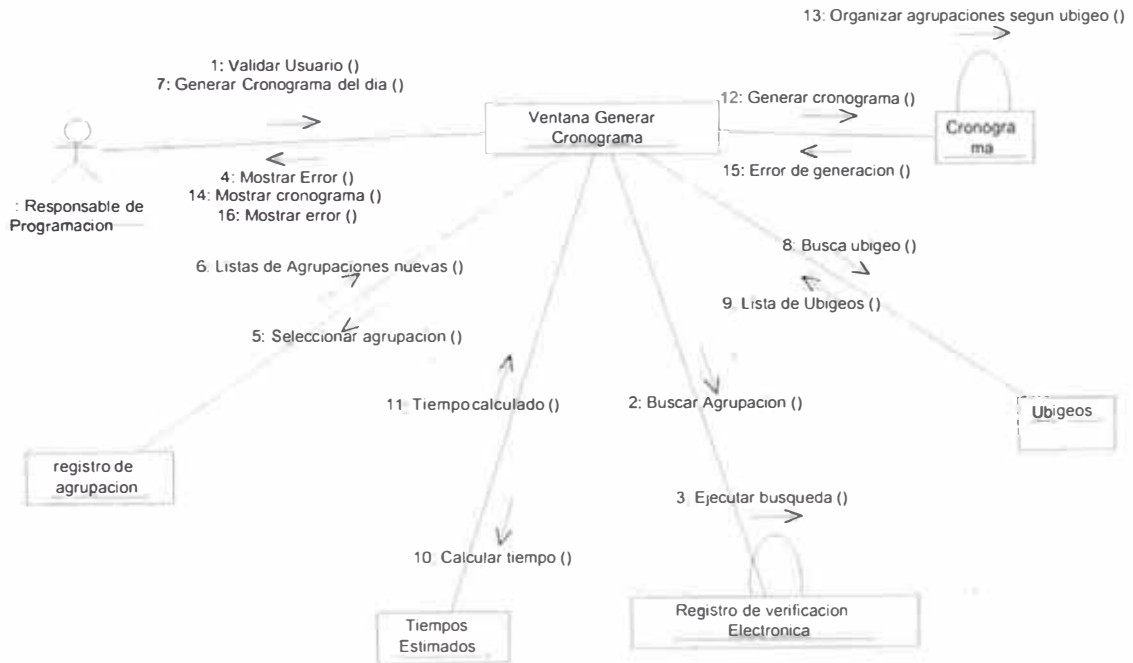 13: Organizar agrupaciones segun ubigeo ()
1: Validar Usuario ()
7: Generar Cronograma del dia ()
12: Generar cronograma ()
Ventana Generar
Cronograma
Cronogra
ma
4: Mostrar Error ()
14: Mostrar cronograma ()
16: Mostrar error ()
15: Error de generacion ()
: Responsable de
Programacion
8: Busca ubigeo ()
6: Listas de Agrupaciones nuevas ()
9: Lista de Ubigeos ()
5: Seleccionar agrupacion ()
11: Tiempo calculado ()
2: Buscar Agrupacion ()
Ubigeos
registro de
agrupacion
3: Ejecutar busqueda ()
10: Calcular tiempo ()
Registro de verificacion
Electronica
Tiempos
Estimados